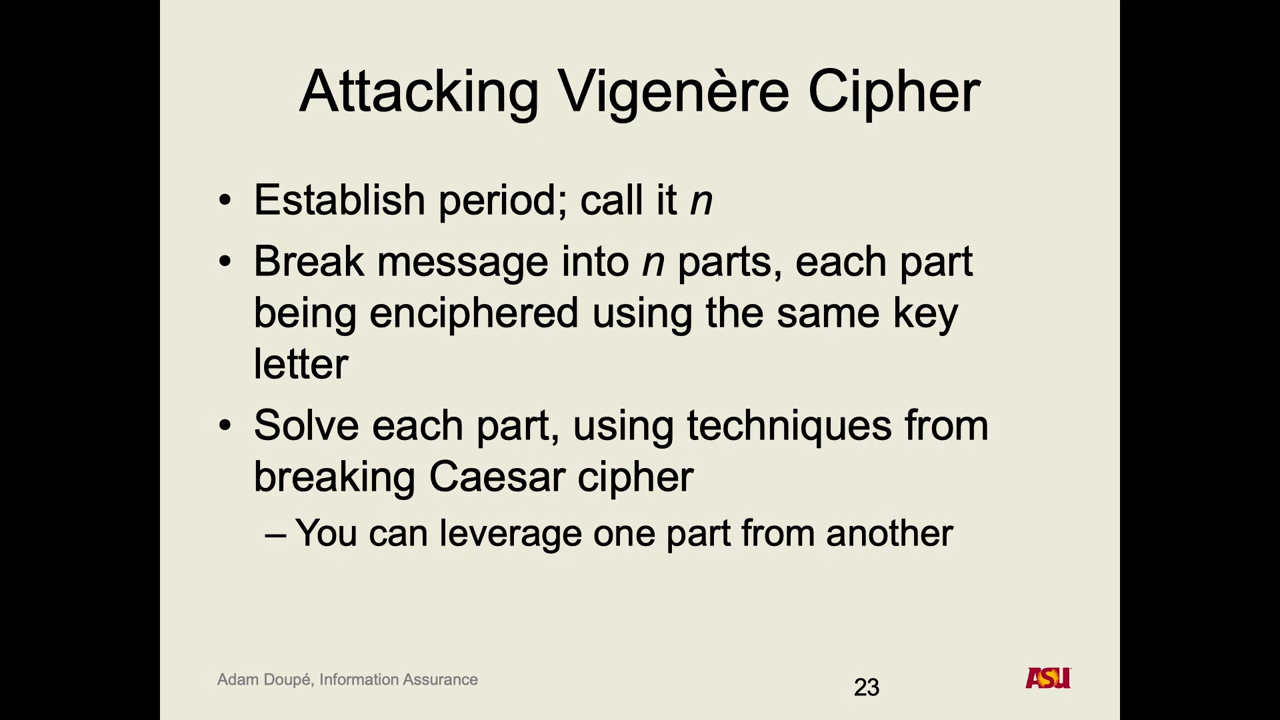 Attacking Vigenère Cipher
• Establish period; call it n
• Break message into n parts, each part
being enciphered using the same key
letter
• Solve each part, using techniques from
breaking Caesar cipher
– You can leverage one part from another
Adam Doupé, Information Assurance
23
ASU